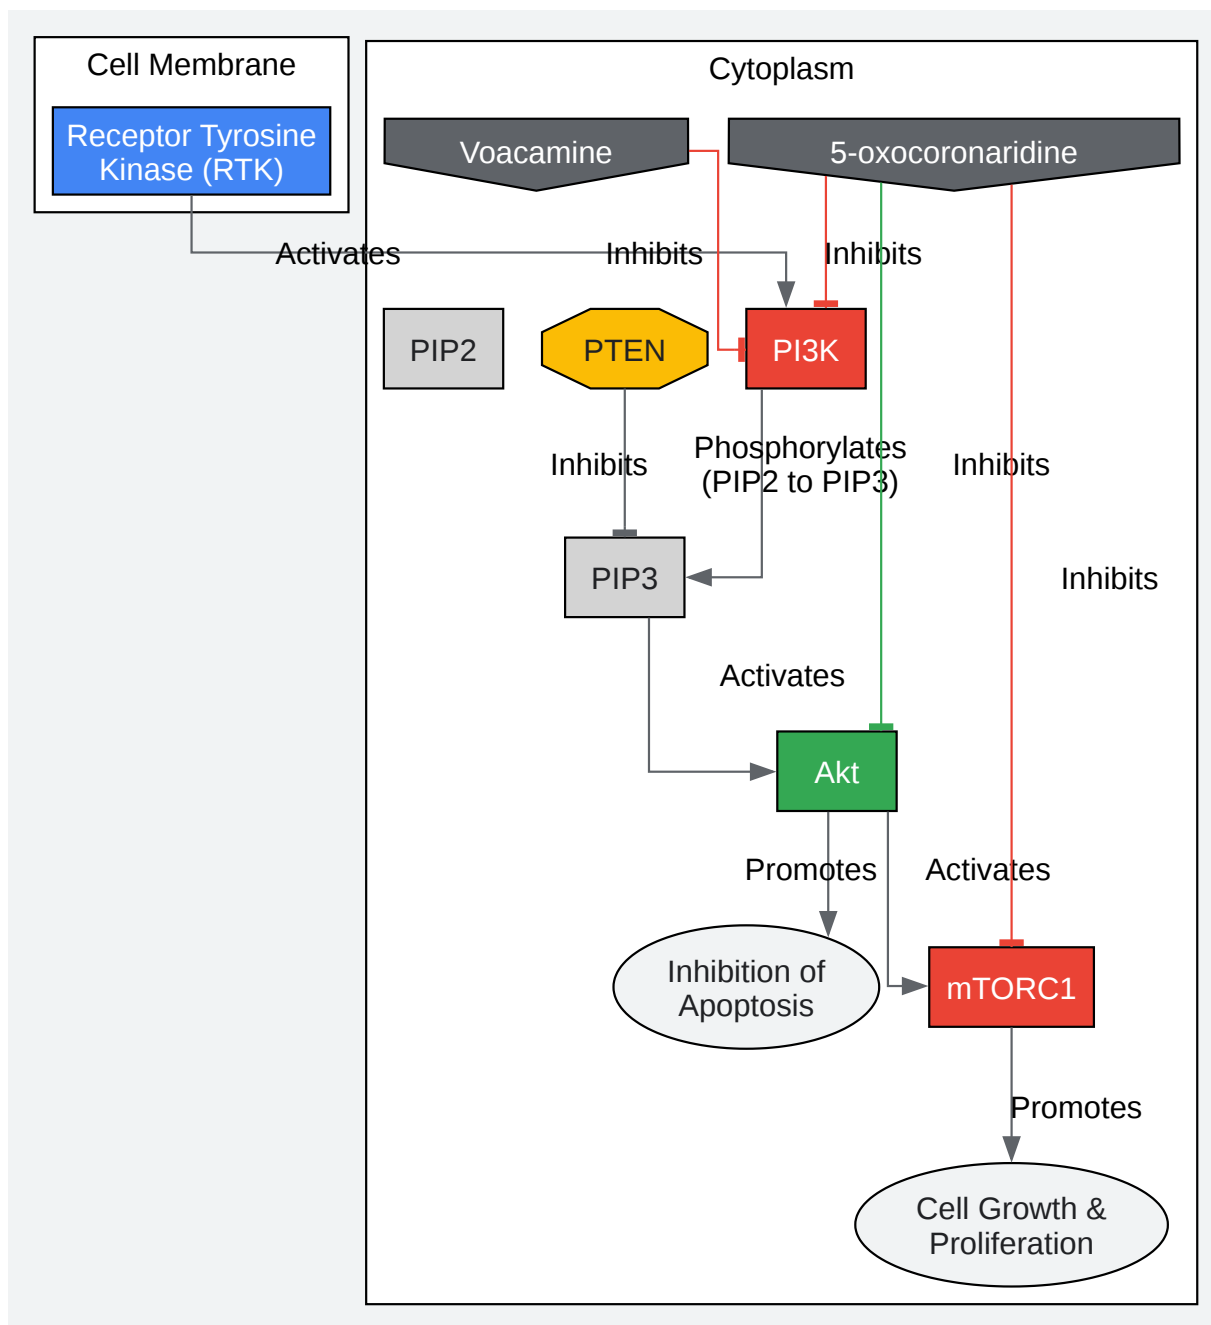 Cell Membrane
Cytoplasm
Receptor Tyrosine
Kinase (RTK)
Voacamine
5-oxocoronaridine
Activates
Inhibits
Inhibits
PIP2
PTEN
PI3K
Inhibits
Phosphorylates
(PIP2 to PIP3)
Inhibits
PIP3
Inhibits
Activates
Akt
Promotes
Activates
Inhibition of
Apoptosis
mTORC1
Promotes
Cell Growth &
Proliferation